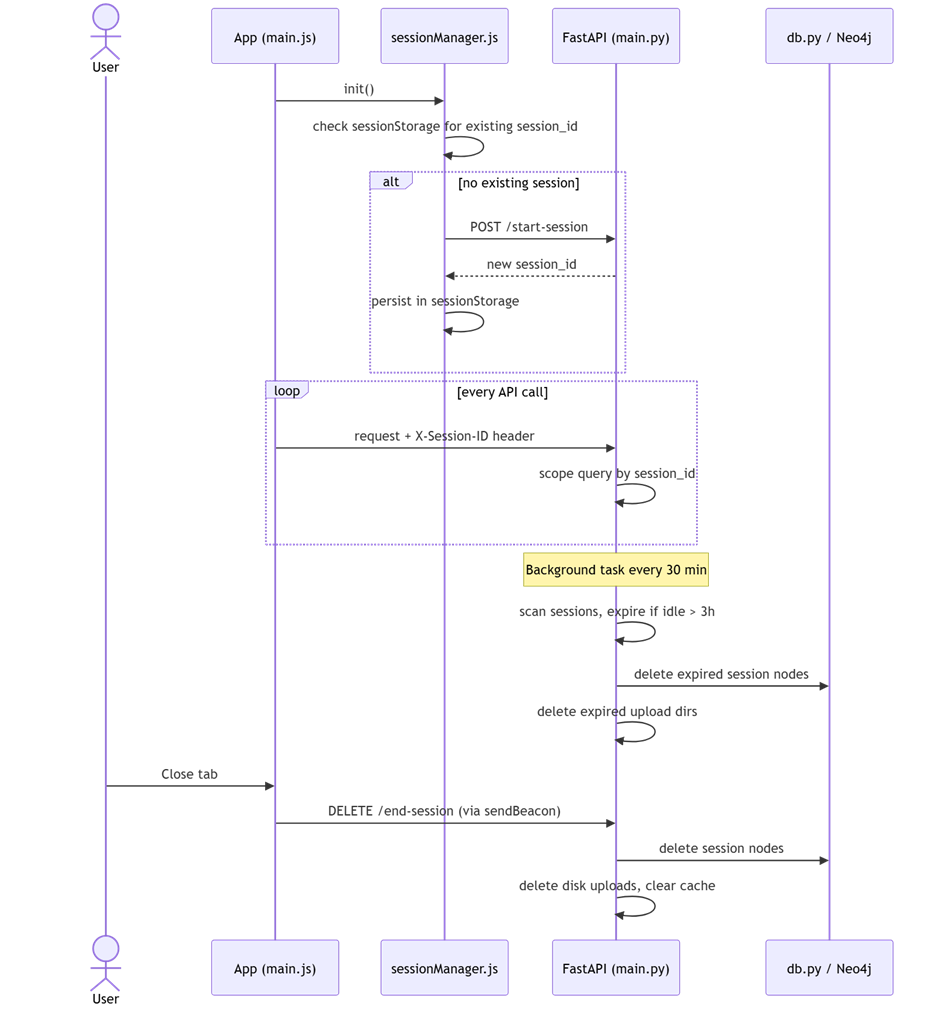 App (main.js)
sessionManager.js
FastAPI (main.py)
db.py / Neo4j
User
init()
check sessionStorage for existing session_id
alt
[no existing session]
POST /start-session
new session_id
persist in sessionStorage
loop
[every API call]
request + X-Session-ID header
scope query by session_id
Background task every 30 min
scan sessions, expire if idle > 3h
delete expired session nodes
delete expired upload dirs
Close tab
DELETE /end-session (via sendBeacon)
delete session nodes
delete disk uploads, clear cache
User
App (main.js)
sessionManager.js
FastAPI (main.py)
db.py / Neo4j